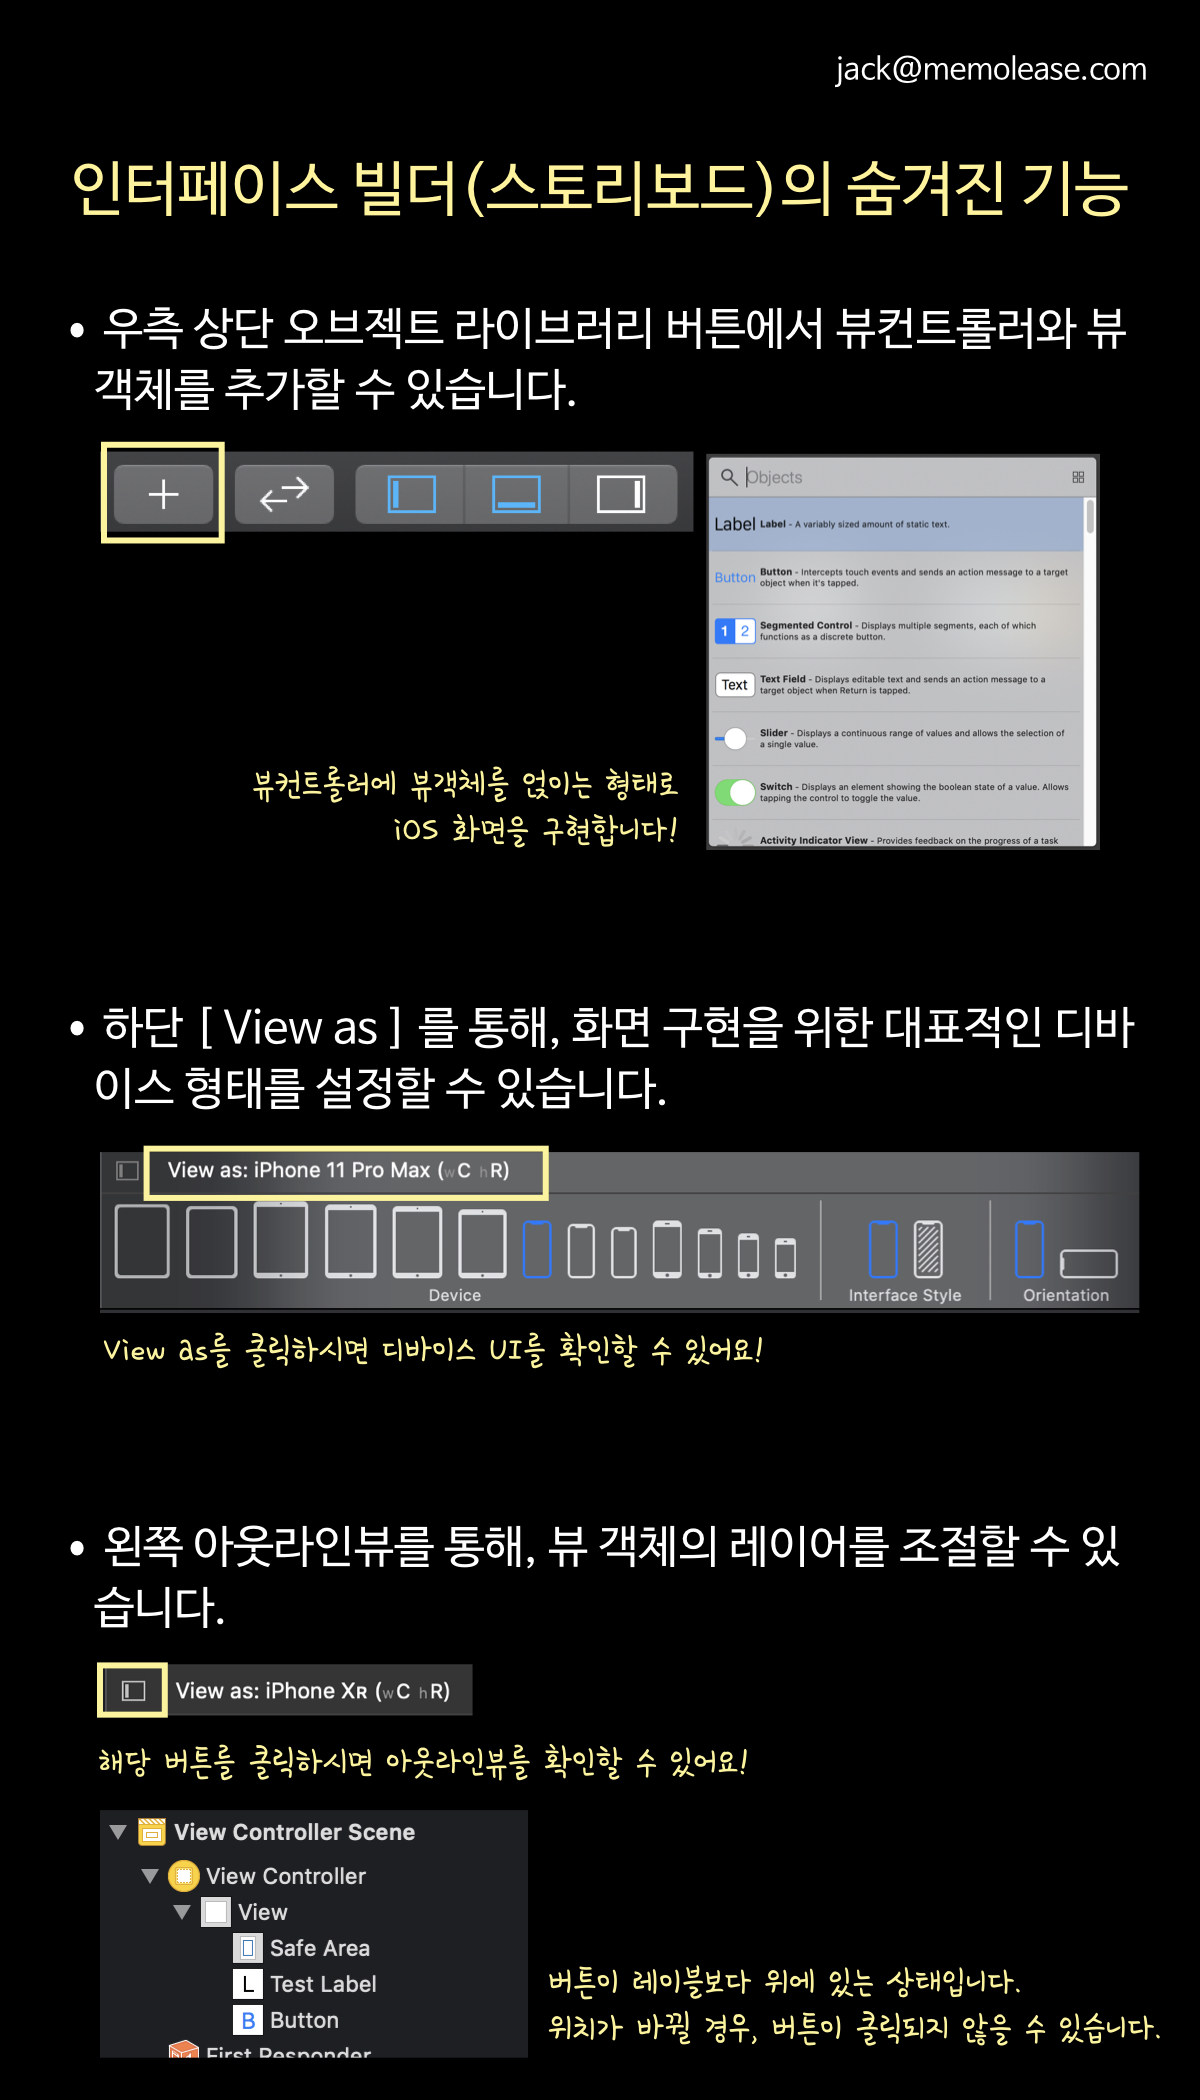 jack@memolease.com
인터페이스 빌더(스토리보드)의 숨겨진 기능
• 우측 상단 오브젝트 라이브러리 버튼에서 뷰컨트롤러와 뷰
객체를 추가할 수 있습니다.
Objects
Label Label - A variably sized amount of static text.
Button Button - Intercepts touch events and sends an action message to a target
object when it's tapped.
1 2 Segmented Control - Displays multiple segments, each of which
functions as a discrete button.
Text Text Field - Displays editable text and sends an action message to a
target object when Return is tapped.
Slider - Displays a continuous range of values and allows the selection of
a single value.
Switch - Displays an element showing the boolean state of a value. Allows
tapping the control to toggle the value.
Activity Indicator View - Provides feedback on the progress of a task
뷰컨트롤러에 뷰객체를 얹이는 형태로
iOS 화면을 구현합니다!
• 하단 [ View as ] 를 통해, 화면 구현을 위한 대표적인 디바
이스 형태를 설정할 수 있습니다.
View as: iPhone 11 Pro Max (wC hR)
Device Interface Style Orientation
View as를 클릭하시면 디바이스 UI를 확인할 수 있어요!
• 왼쪽 아웃라인뷰를 통해, 뷰 객체의 레이어를 조절할 수 있
습니다.
View as: iPhone XR (wC hR)
해당 버튼를 클릭하시면 아웃라인뷰를 확인할 수 있어요!
View Controller Scene
View Controller
View
Safe Area
L Test Label
B Button
First Responder
버튼이 레이블보다 위에 있는 상태입니다.
위치가 바뀔 경우, 버튼이 클릭되지 않을 수 있습니다.